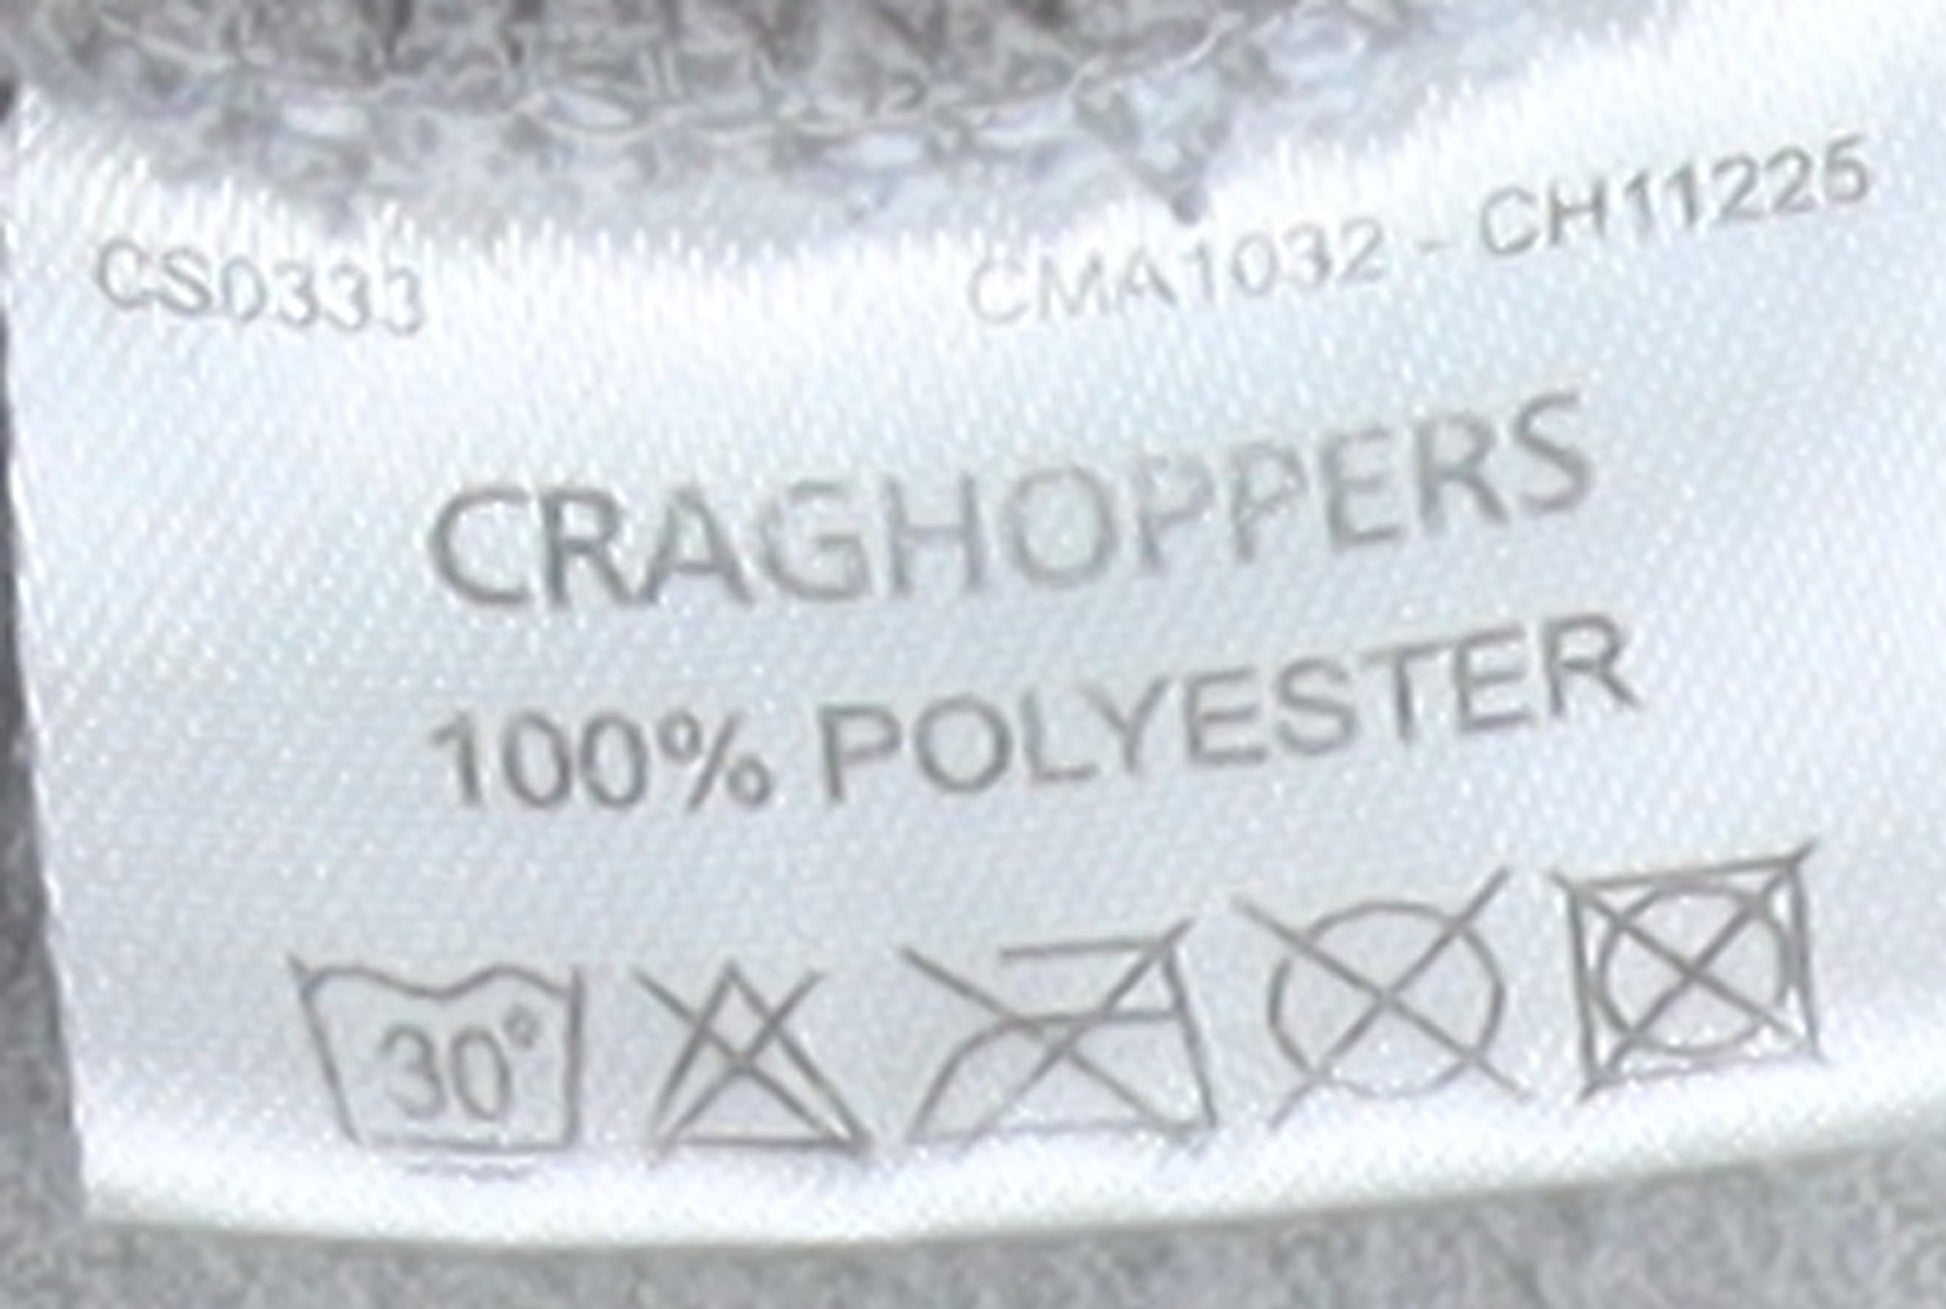 CS0333 CMA1032 - CH11225
CRAGHOPPERS
100% POLYESTER
30°